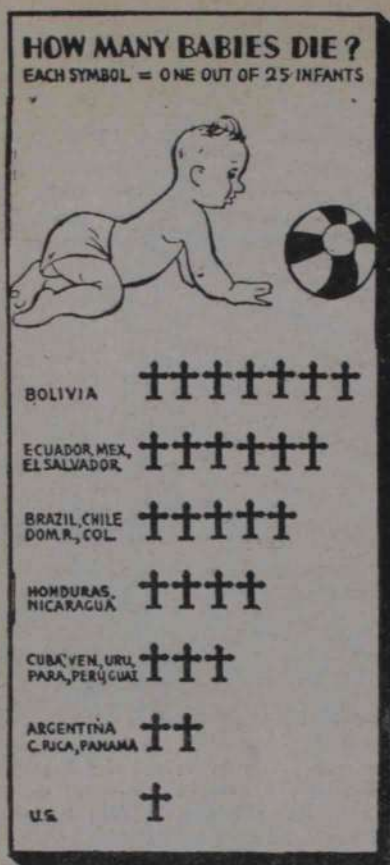 HOW MANY BABIES DIE?
EACH SYMBOL = ONE OUT OF 25 INFANTS
BOLIVIA
ECUADOR, MEX,
EL SALVADOR
BRAZIL, CHILE
DOM.R., COL.
HONDURAS,
NICARAGUA
CUBA, VEN, URU,
PARA, PERU, GUAT
ARGENTINA
C.RICA, PANAMA
U.S.